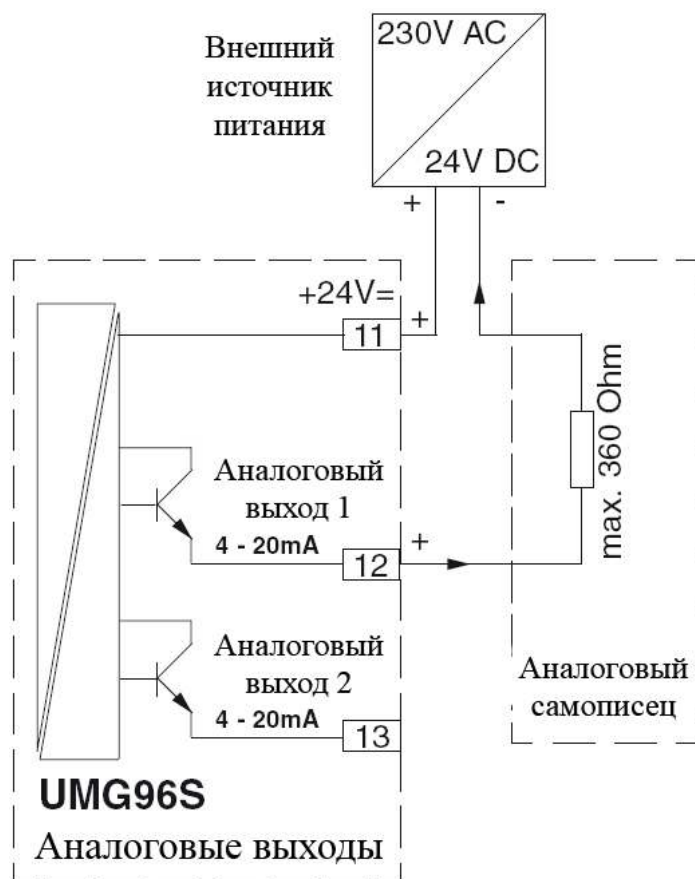 Внешний
источник
питания
230V AC
24V DC
+
-
+24V=
+
11
Аналоговый
выход 1
4 - 20mA
12
+
max. 360 Ohm
Аналоговый
выход 2
4 - 20mA
13
Аналоговый
самописец
UMG96S
Аналоговые выходы